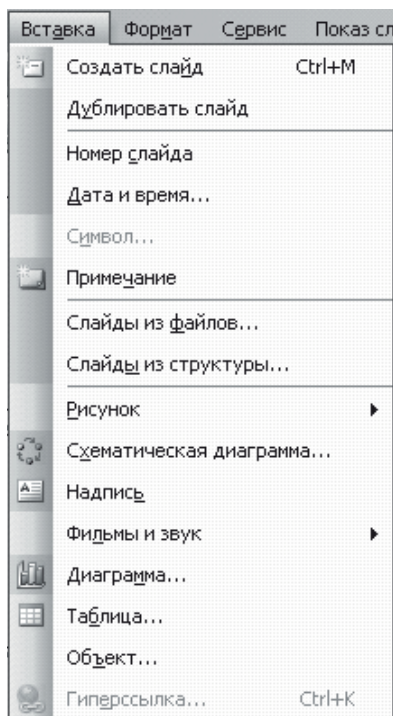 Вставка Формат Сервис Показ сл
Создать слайд Ctrl+M
Дублировать слайд
Номер слайда
Дата и время...
Символ...
Примечание
Слайды из файлов...
Слайды из структуры...
Рисунок
Схематическая диаграмма...
Надпись
Фильмы и звук
Диаграмма...
Таблица...
Объект...
Гиперссылка... Ctrl+K